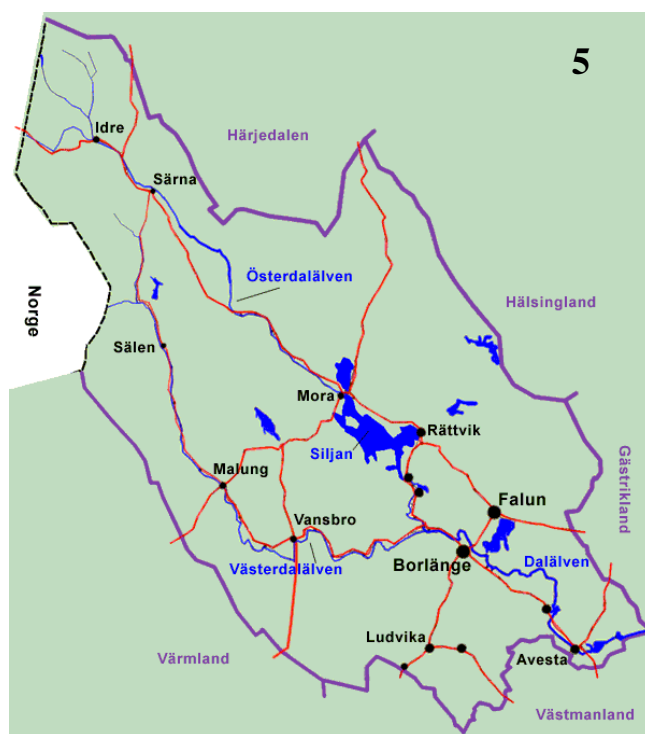 5
Idre
Härjedalen
Särna
Österdalälven
Norge
Hälsingland
Sälen
Mora
Rättvik
Siljan
Gästrikland
Malung
Falun
Vansbro
Borlänge
Dalälven
Västerdalälven
Ludvika
Värmland
Avesta
Västmanland